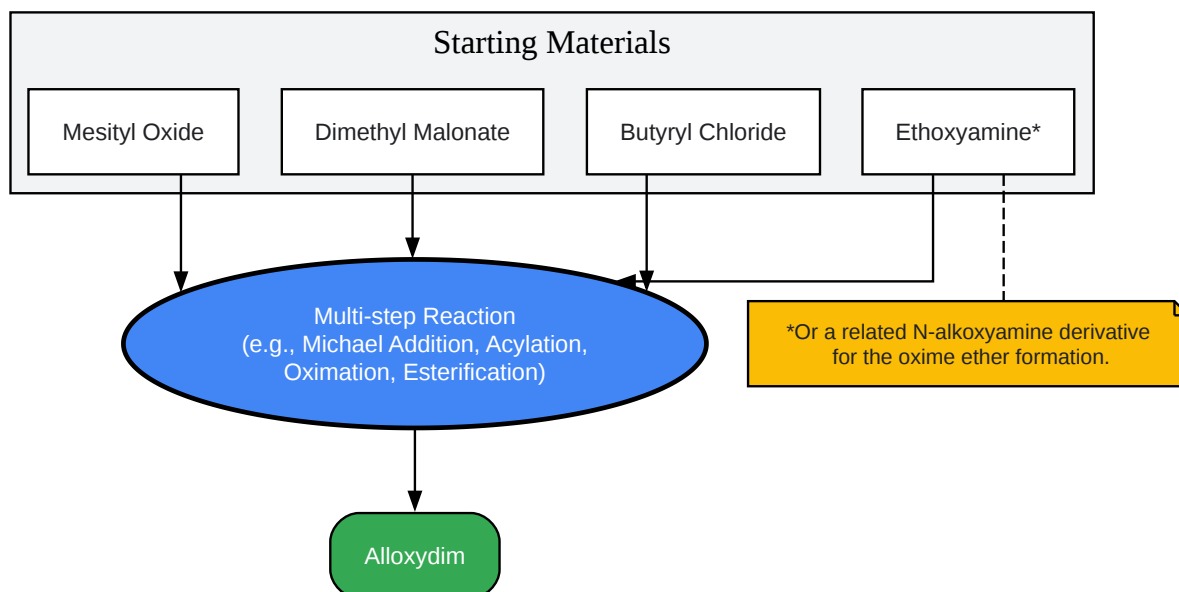 Starting Materials
Mesityl Oxide
Dimethyl Malonate
Butyryl Chloride
Ethoxyamine*
Multi-step Reaction
(e.g., Michael Addition, Acylation,
Oximation, Esterification)
*Or a related N-alkoxyamine derivative
for the oxime ether formation.
Alloxydim